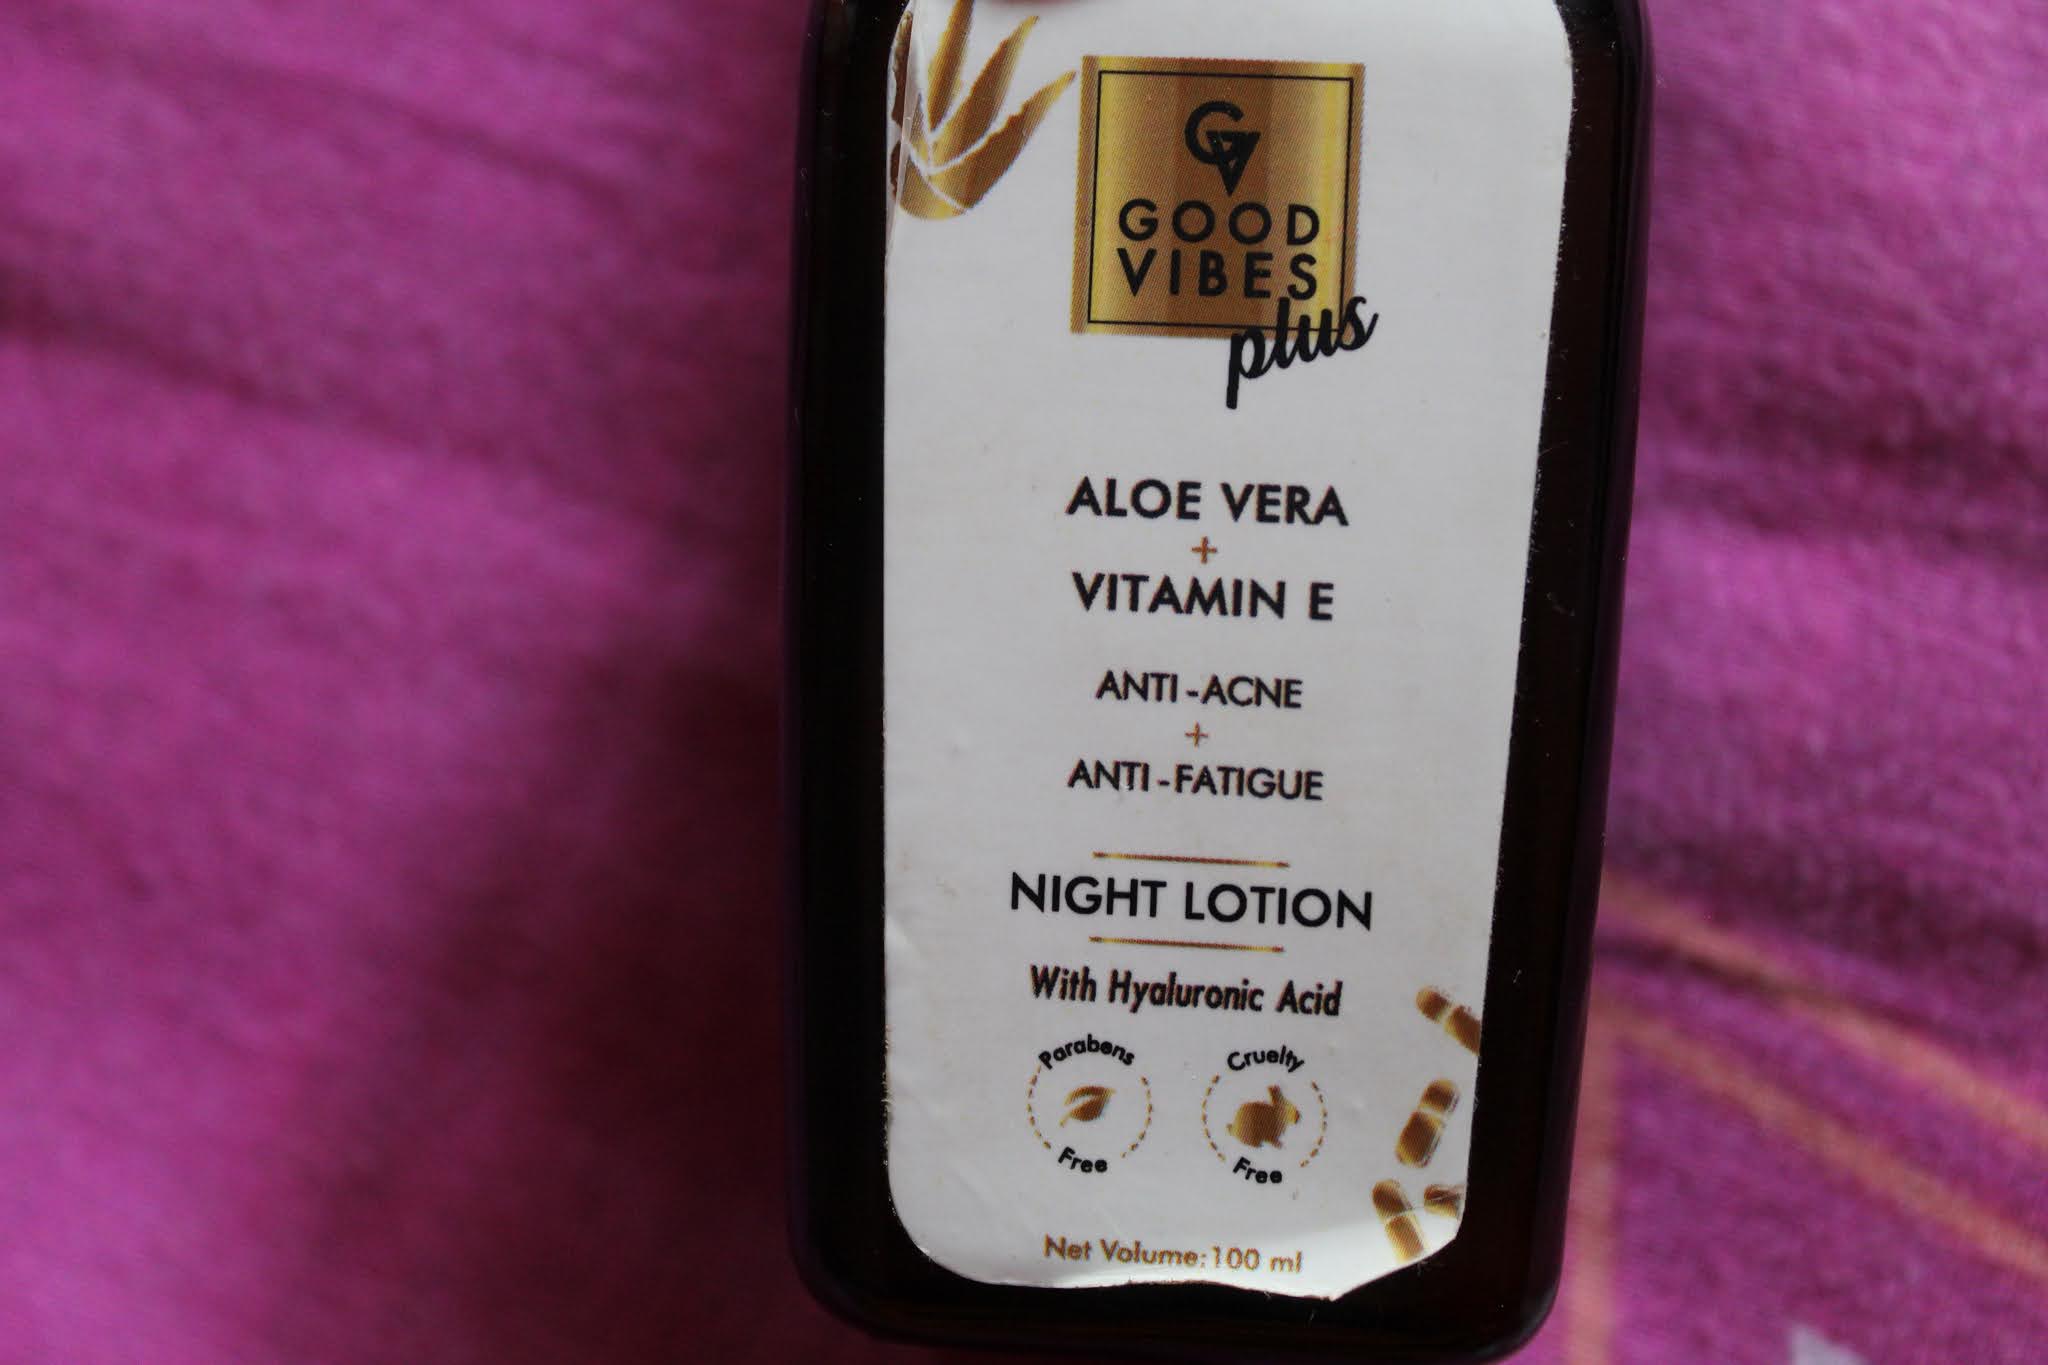 GV
GOOD
VIBES
plus
ALOE VERA
+
VITAMIN E
ANTI-ACNE
+
ANTI-FATIGUE
NIGHT LOTION
With Hyaluronic Acid
Parabens Free
Cruelty Free
Net Volume:100 ml